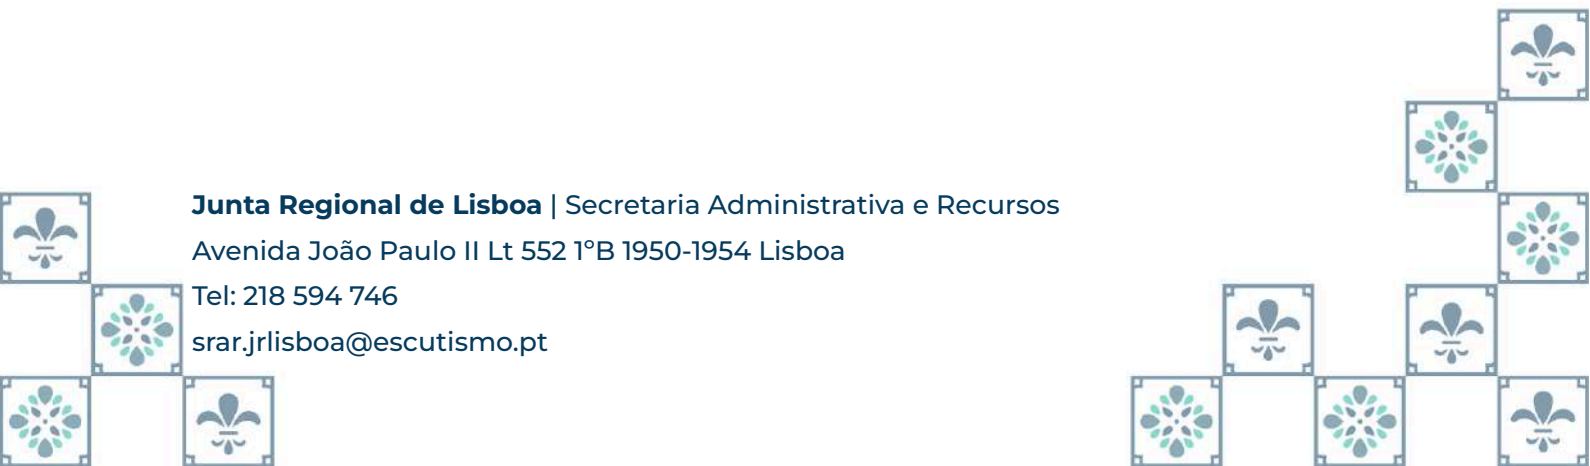 Junta Regional de Lisboa | Secretaria Administrativa e Recursos
Avenida João Paulo II Lt 552 1ºB 1950-1954 Lisboa
Tel: 218 594 746
srar.jrlisboa@escutismo.pt